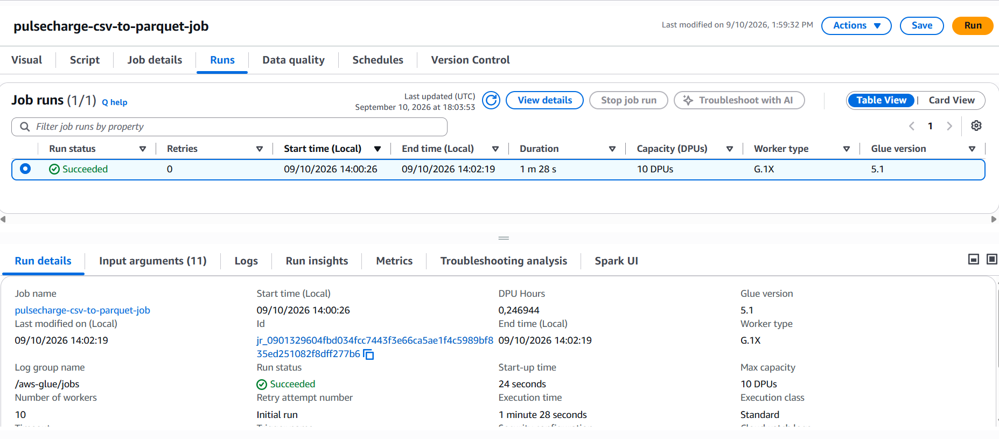 pulsecharge-csv-to-parquet-job
Last modified on 9/10/2026, 1:59:32 PM
Actions
Save
Run
Visual
Script
Job details
Runs
Data quality
Schedules
Version Control
Job runs (1/1) Q help
Last updated (UTC)
September 10, 2026 at 18:03:53
View details
Stop job run
Troubleshoot with AI
Table View
Card View
Filter job runs by property
1
Run status
Retries
Start time (Local)
End time (Local)
Duration
Capacity (DPUs)
Worker type
Glue version
Succeeded
0
09/10/2026 14:00:26
09/10/2026 14:02:19
1 m 28 s
10 DPUs
G.1X
5.1
Run details
Input arguments (11)
Logs
Run insights
Metrics
Troubleshooting analysis
Spark UI
Job name
pulsecharge-csv-to-parquet-job
Start time (Local)
09/10/2026 14:00:26
DPU Hours
0,246944
Glue version
5.1
Last modified on (Local)
09/10/2026 14:02:19
Id
jr_0901329604fbd034fcc7443f3e66ca5ae1f4c5989bf8
35ed251082f8dff277b6
End time (Local)
09/10/2026 14:02:19
Worker type
G.1X
Log group name
/aws-glue/jobs
Run status
Succeeded
Start-up time
24 seconds
Max capacity
10 DPUs
Number of workers
10
Retry attempt number
Initial run
Execution time
1 minute 28 seconds
Execution class
Standard